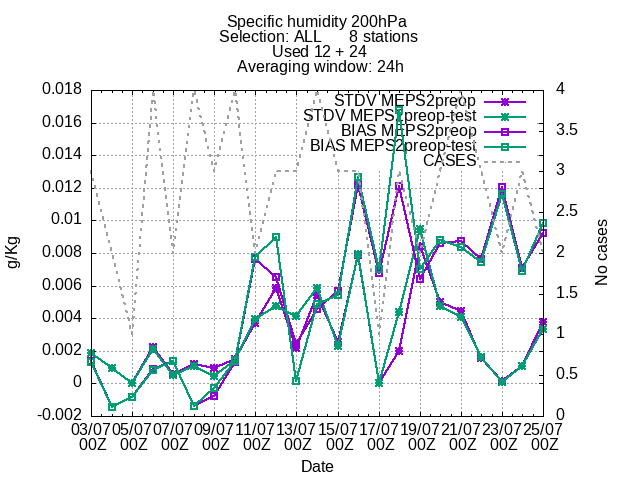 Specific humidity 200hPa
Selection: ALL 8 stations
Used 12 + 24
Averaging window: 24h
STDV MEPS2preop
STDV MEPS2preop-test
BIAS MEPS2preop
BIAS MEPS2preop-test
CASES
0.018
0.016
0.014
0.012
0.01
0.008
0.006
0.004
0.002
0
-0.002
g/Kg
4
3.5
3
2.5
2
1.5
1
0.5
0
No cases
03/07 05/07 07/07 09/07 11/07 13/07 15/07 17/07 19/07 21/07 23/07 25/07
00Z 00Z 00Z 00Z 00Z 00Z 00Z 00Z 00Z 00Z 00Z 00Z
Date